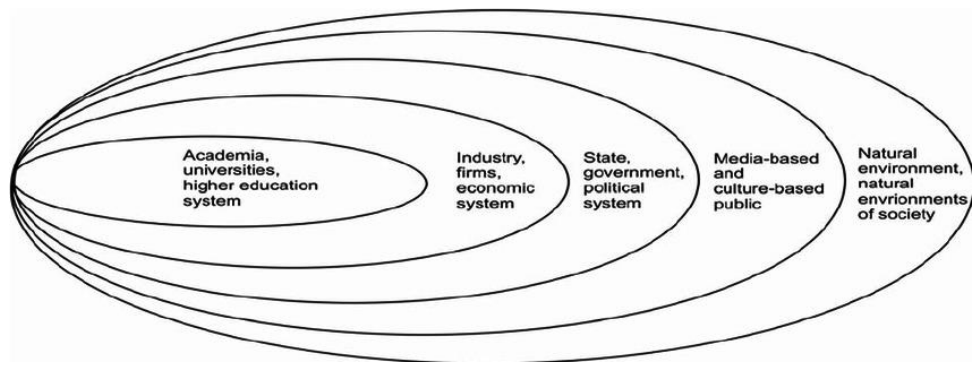 Academia,
universities,
higher education
system
Industry,
firms,
economic
system
State,
government,
political
system
Media-based
and
culture-based
public
Natural
environment,
natural
envrionments
of society